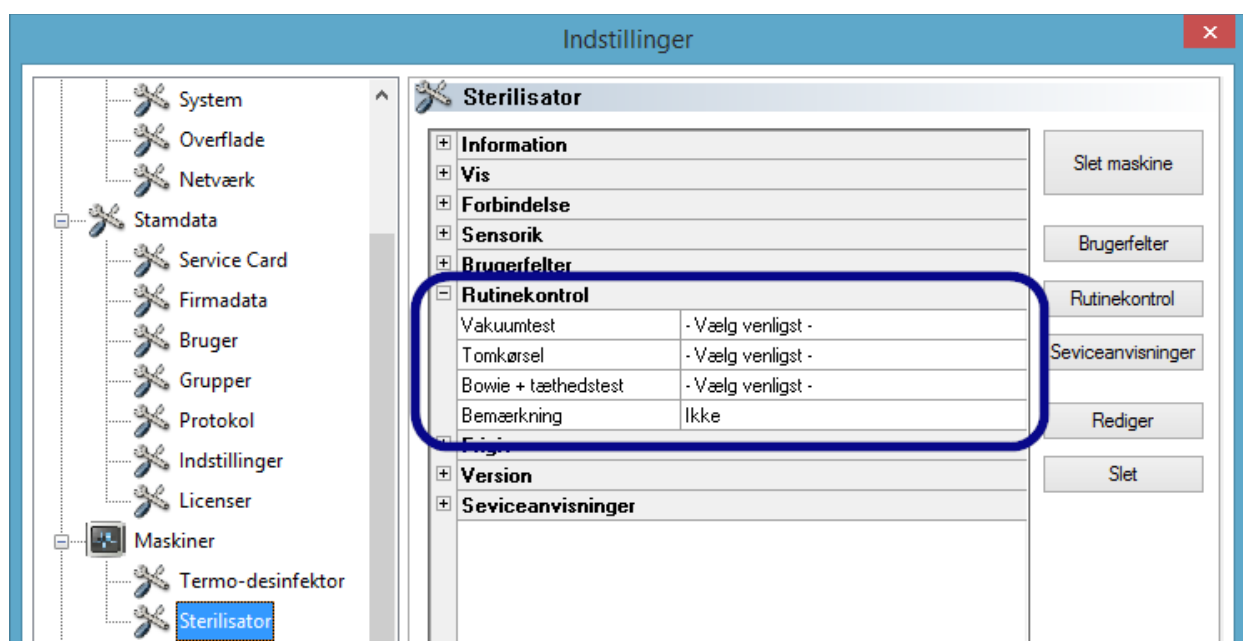 Indstillinger
System
Overflade
Netværk
Stamdata
Service Card
Firmadata
Bruger
Grupper
Protokol
Indstillinger
Licenser
Maskiner
Termo-desinfektor
Sterilisator
Sterilisator
Information
Vis
Forbindelse
Sensorik
Brugerfelter
Rutinekontrol
Vakuumtest - Vælg venligst -
Tomkørsel - Vælg venligst -
Bowie + tæthedstest - Vælg venligst -
Bemærkning Ikke
Version
Seviceanvisninger
Slet maskine
Brugerfelter
Rutinekontrol
Seviceanvisninger
Rediger
Slet